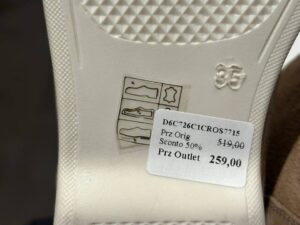 35
D6C726C1CROS7715
Prz Orig 519,00
Sconto 50%
Prz Outlet 259,00